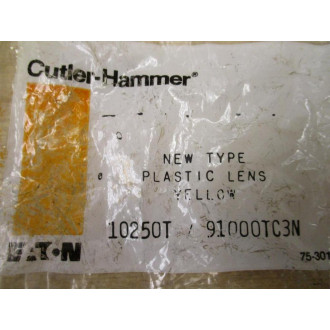 Cutler-Hammer®
NEW TYPE
PLASTIC LENS
YELLOW
10250T / 91000TC3N
EATON
75-301